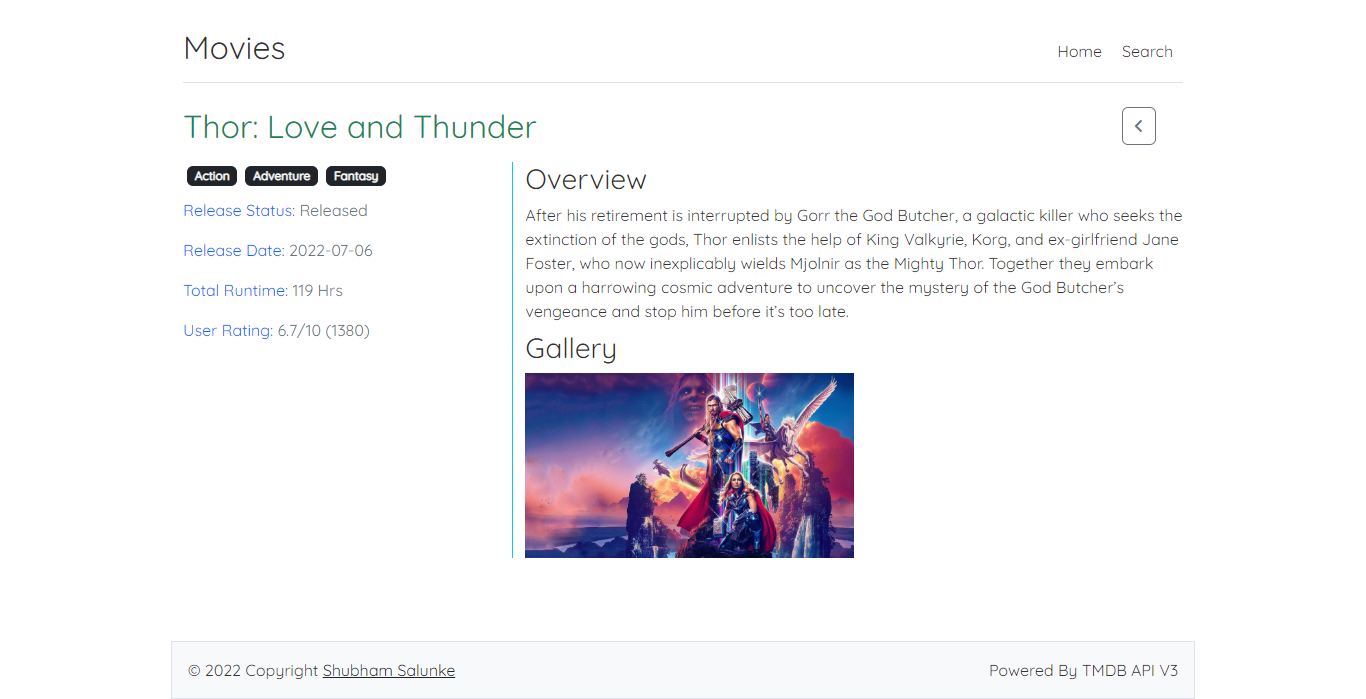 Movies
Home Search
Thor: Love and Thunder
Action Adventure Fantasy
Release Status: Released
Release Date: 2022-07-06
Total Runtime: 119 Hrs
User Rating: 6.7/10 (1380)
Overview
After his retirement is interrupted by Gorr the God Butcher, a galactic killer who seeks the
extinction of the gods, Thor enlists the help of King Valkyrie, Korg, and ex-girlfriend Jane
Foster, who now inexplicably wields Mjolnir as the Mighty Thor. Together they embark
upon a harrowing cosmic adventure to uncover the mystery of the God Butcher’s
vengeance and stop him before it’s too late.
Gallery
© 2022 Copyright Shubham Salunke
Powered By TMDB API V3